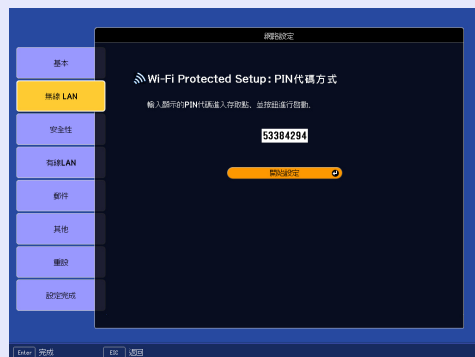 網路設定
基本
無線 LAN
安全性
有線LAN
郵件
其他
重設
設定完成
Wi-Fi Protected Setup : PIN代碼方式
輸入顯示的PIN代碼進入存取點，並按鈕進行啟動。
53384294
開始設定
Enter 完成 ESC 返回